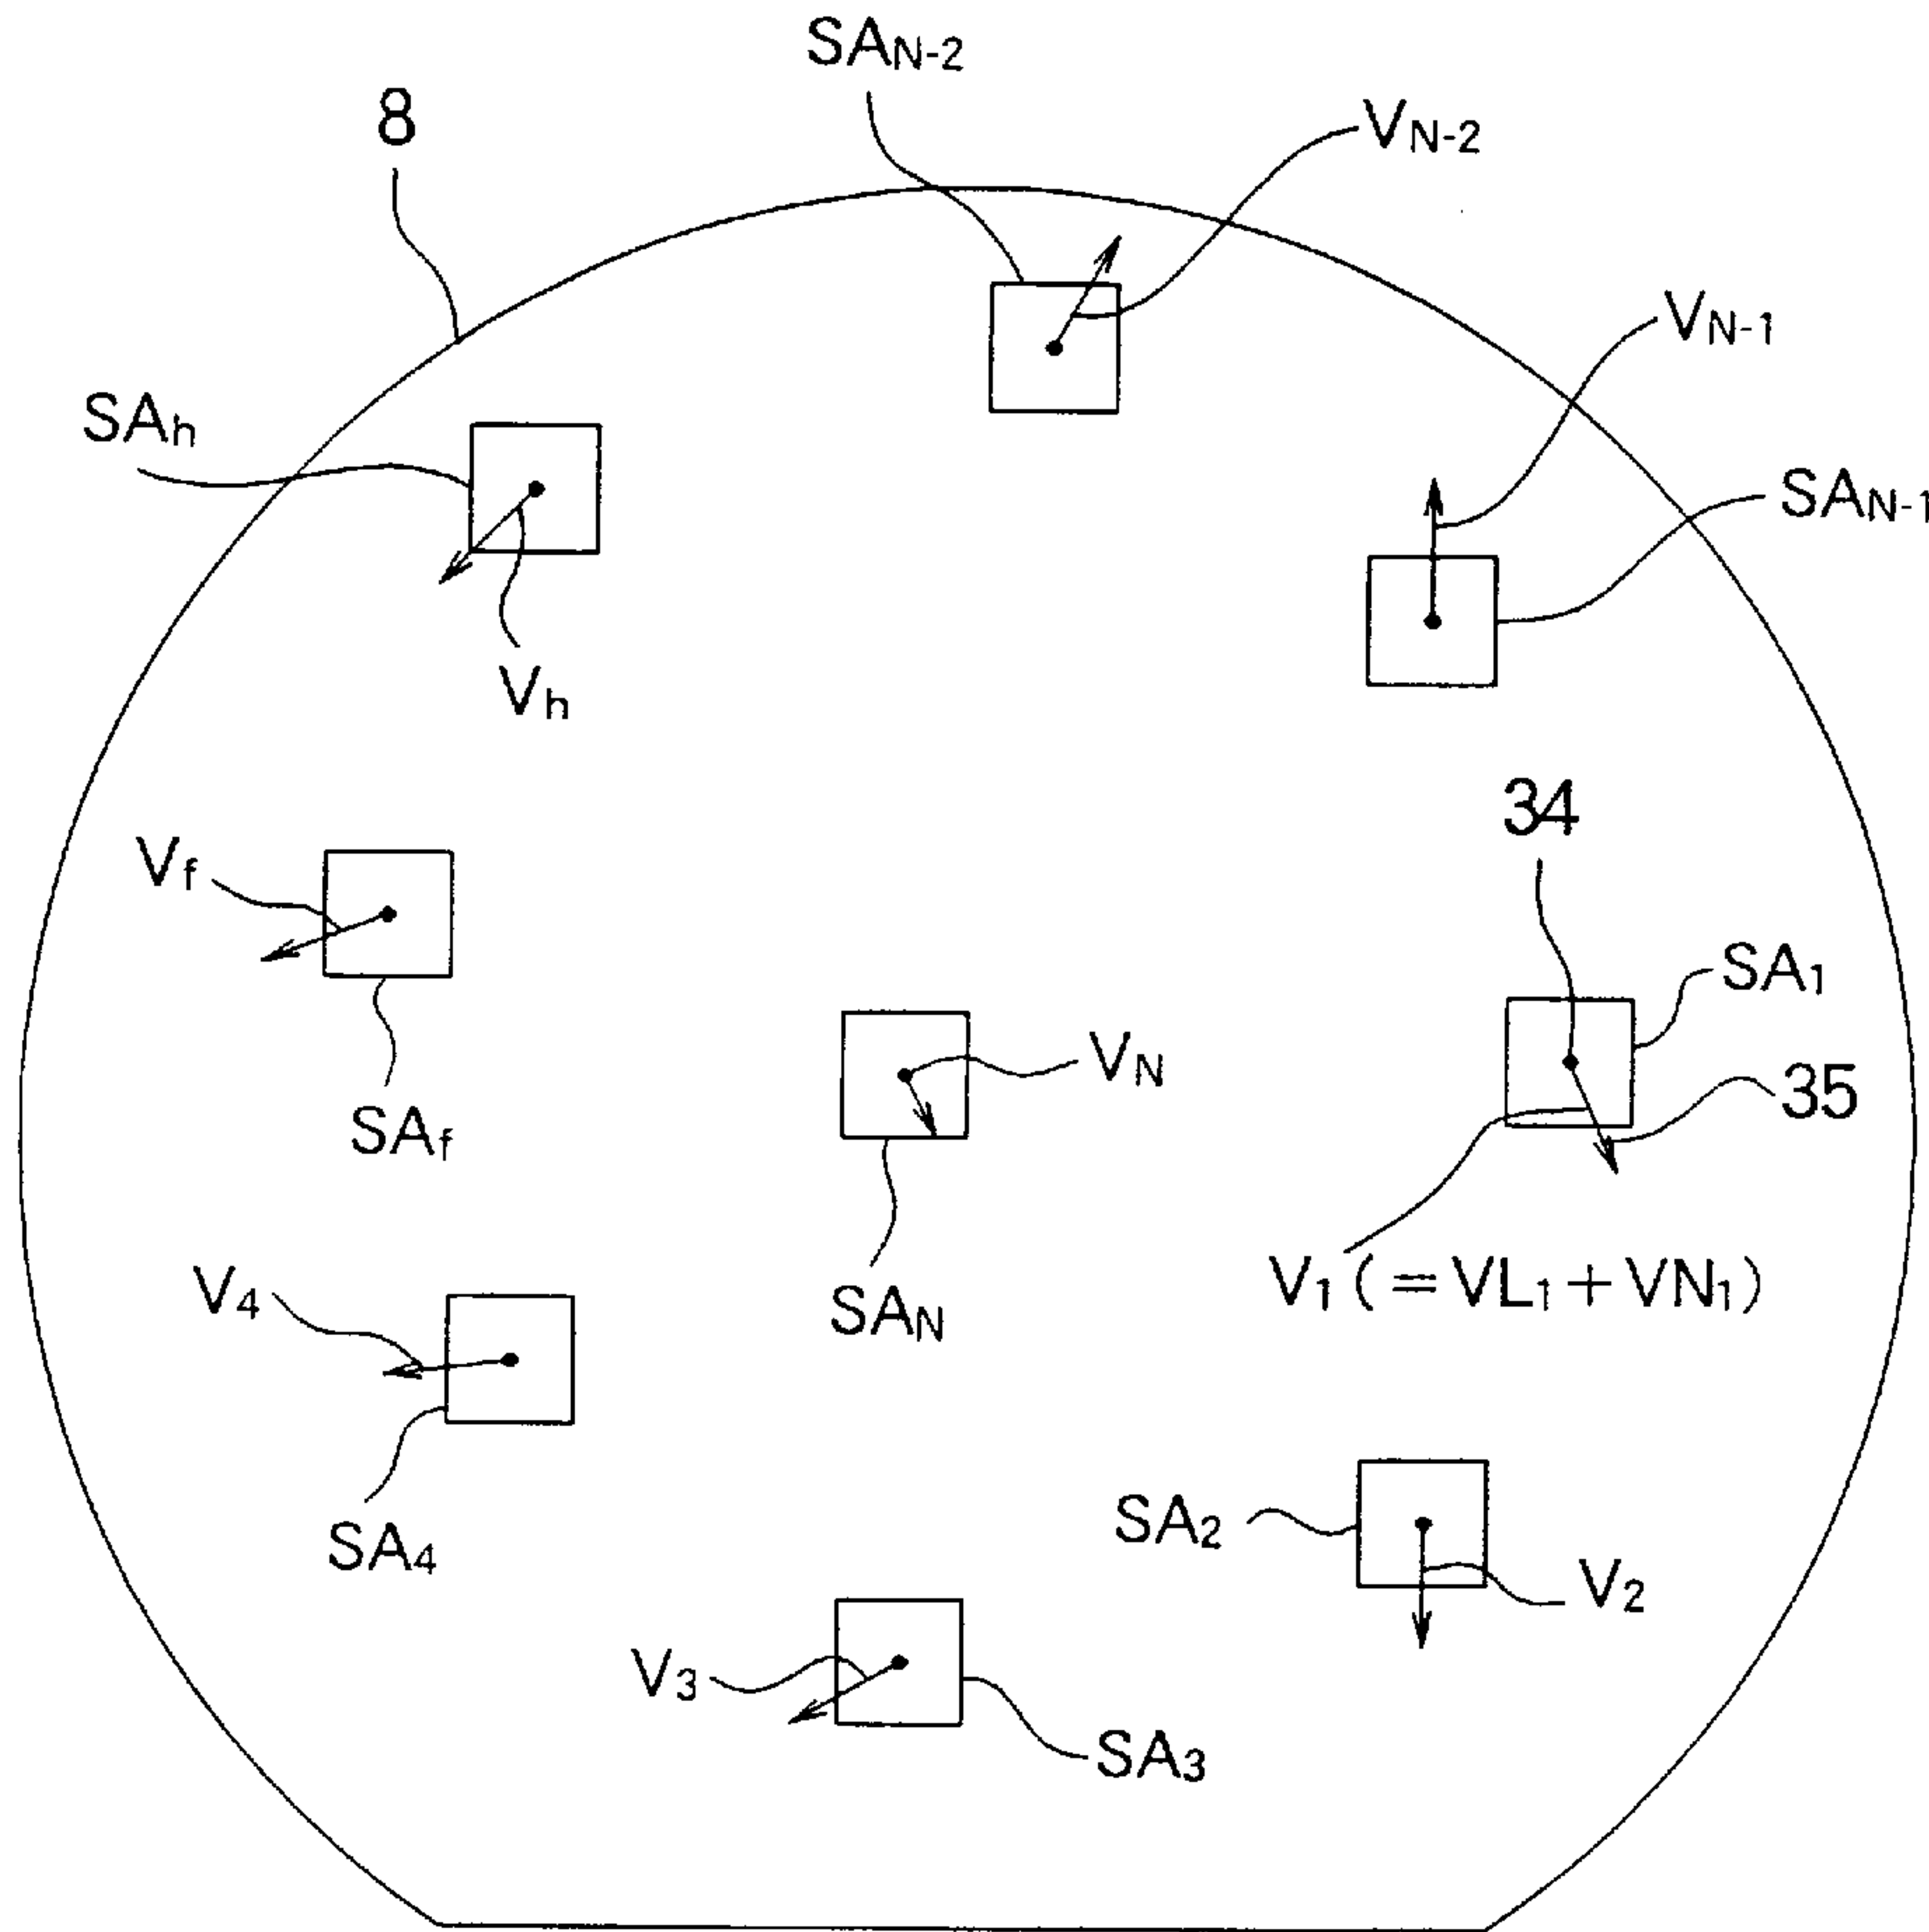 SAN-2
8
VN-2
VN-1
SAh
SAN-1
Vh
34
Vf
SA1
VN
35
SAf
V4
V1 (=VL1+VN1)
SAN
SA2
SA4
V2
V3
SA3